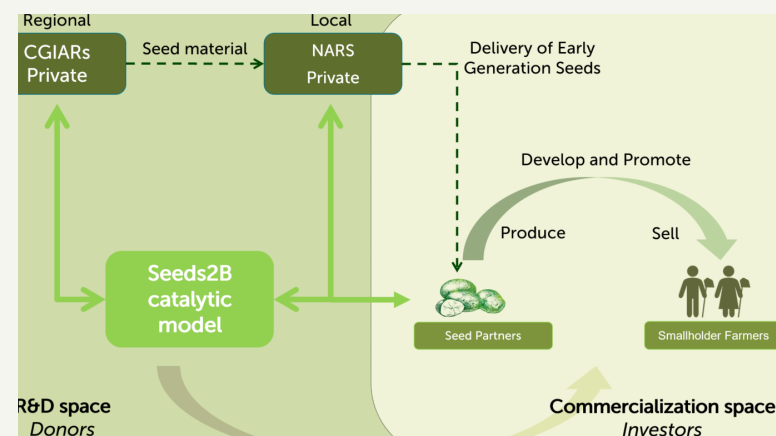 Regional
Local
CGIARs
Private
Seed material
NARS
Private
Delivery of Early
Generation Seeds
Develop and Promote
Produce
Sell
Seeds2B
catalytic
model
Seed Partners
Smallholder Farmers
R&D space
Donors
Commercialization space
Investors